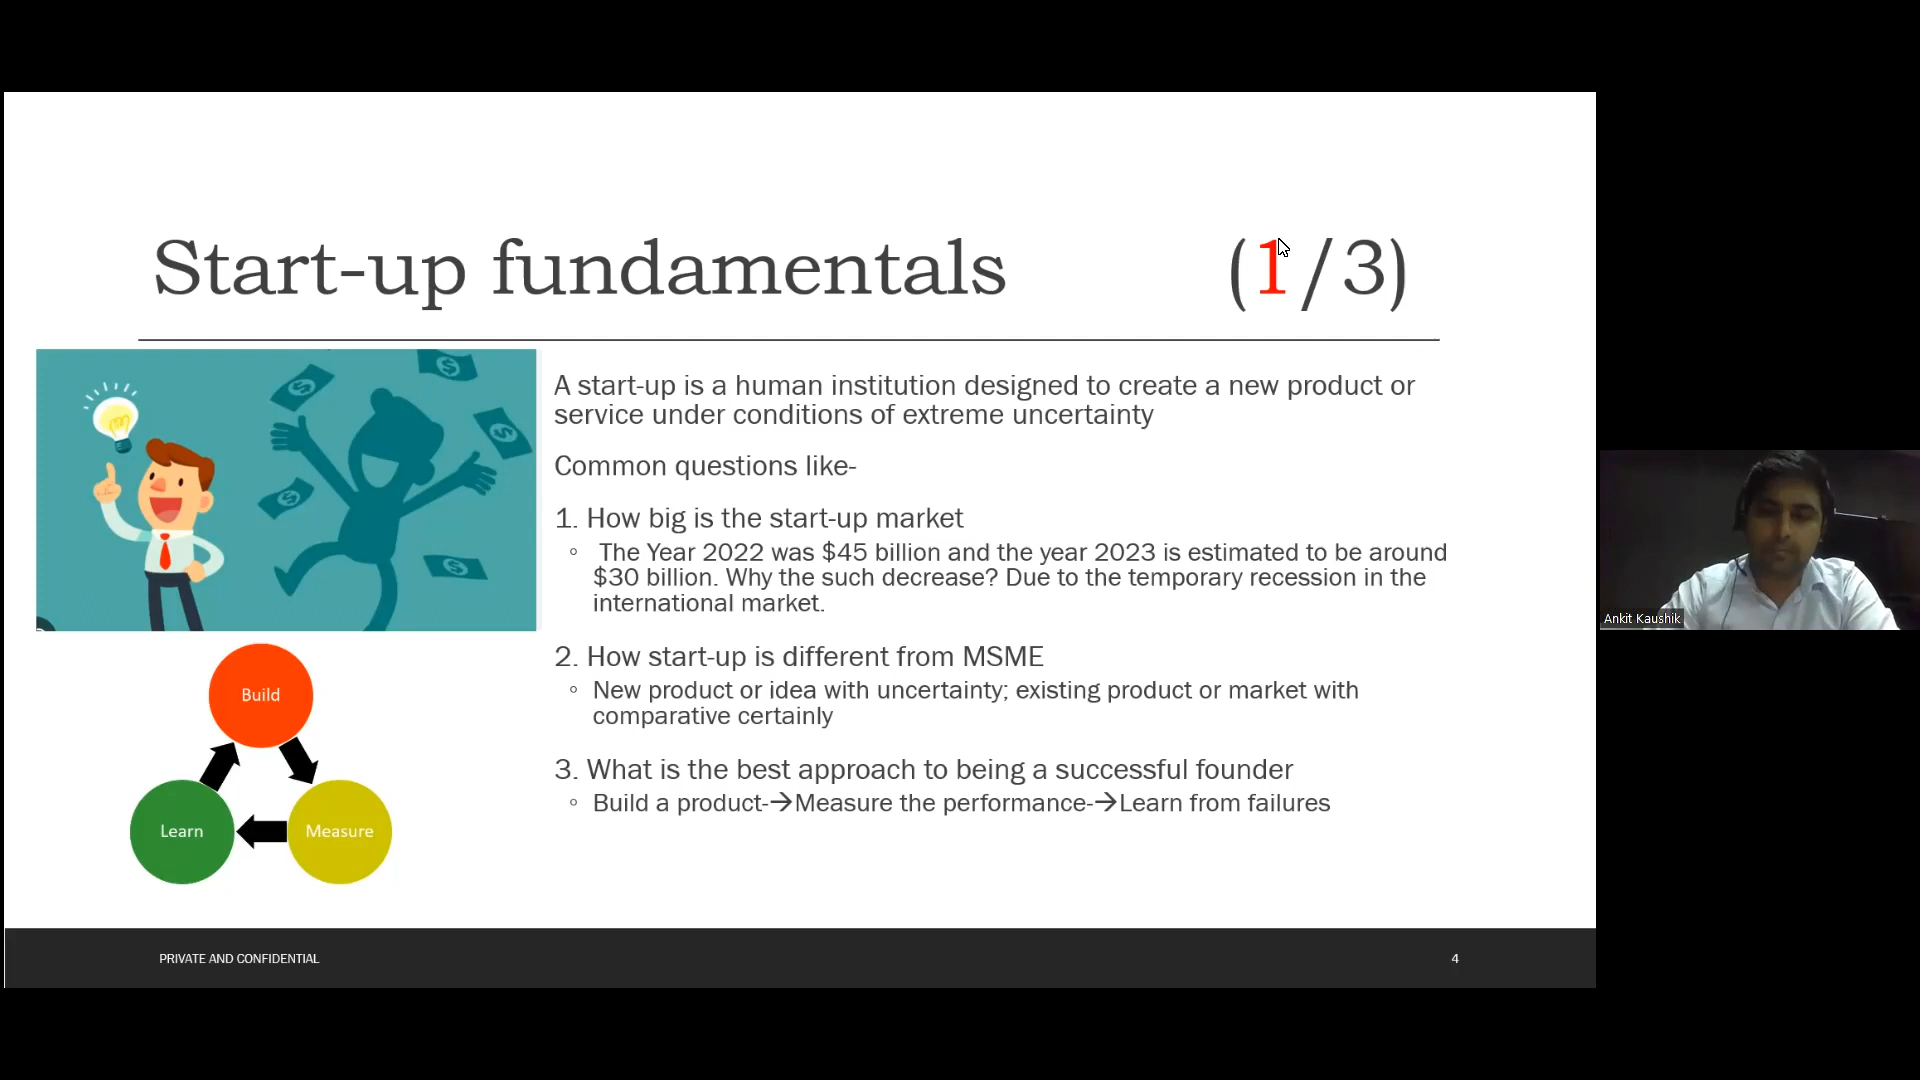 Start-up fundamentals (1/3)
A start-up is a human institution designed to create a new product or
service under conditions of extreme uncertainty
Common questions like-
1. How big is the start-up market
◦ The Year 2022 was $45 billion and the year 2023 is estimated to be around
$30 billion. Why the such decrease? Due to the temporary recession in the
international market.
2. How start-up is different from MSME
◦ New product or idea with uncertainty; existing product or market with
comparative certainly
3. What is the best approach to being a successful founder
◦ Build a product-→Measure the performance-→Learn from failures
Build
Learn
Measure
PRIVATE AND CONFIDENTIAL
4
Ankit Kaushik